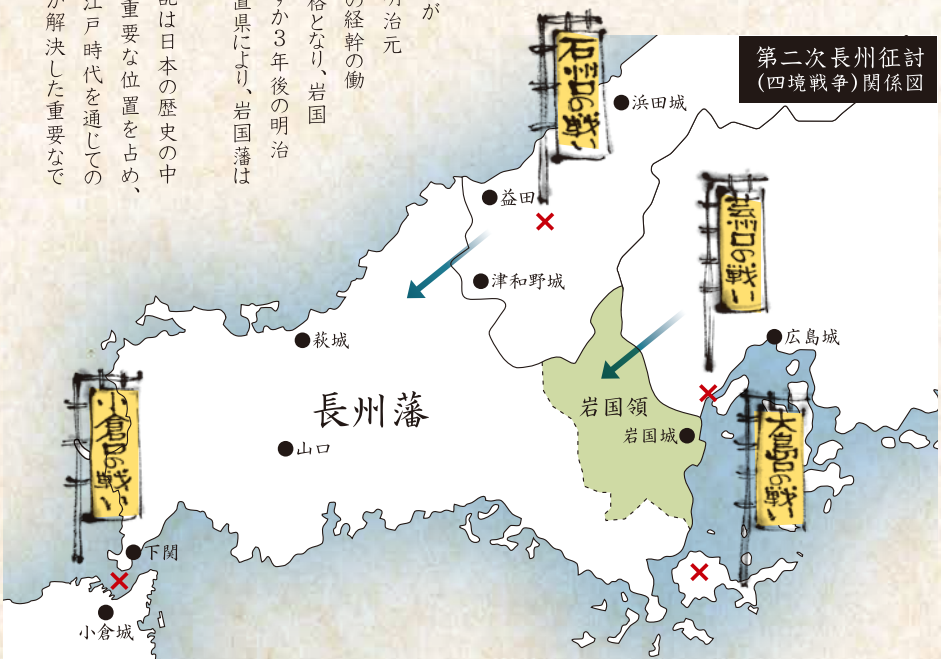 第二次長州征討
(四境戦争)関係図
が
明治元
の経幹の働
格となり、岩国
ずか3年後の明治
置県により、岩国藩は
記は日本の歴史の中
重要な位置を占め、
江戸時代を通じての
が解決した重要なで
石州口の戦い
浜田城
益田
芸州口の戦い
津和野城
萩城
広島城
長州藩
岩国領
岩国城
小倉口の戦い
山口
大島口の戦い
下関
小倉城